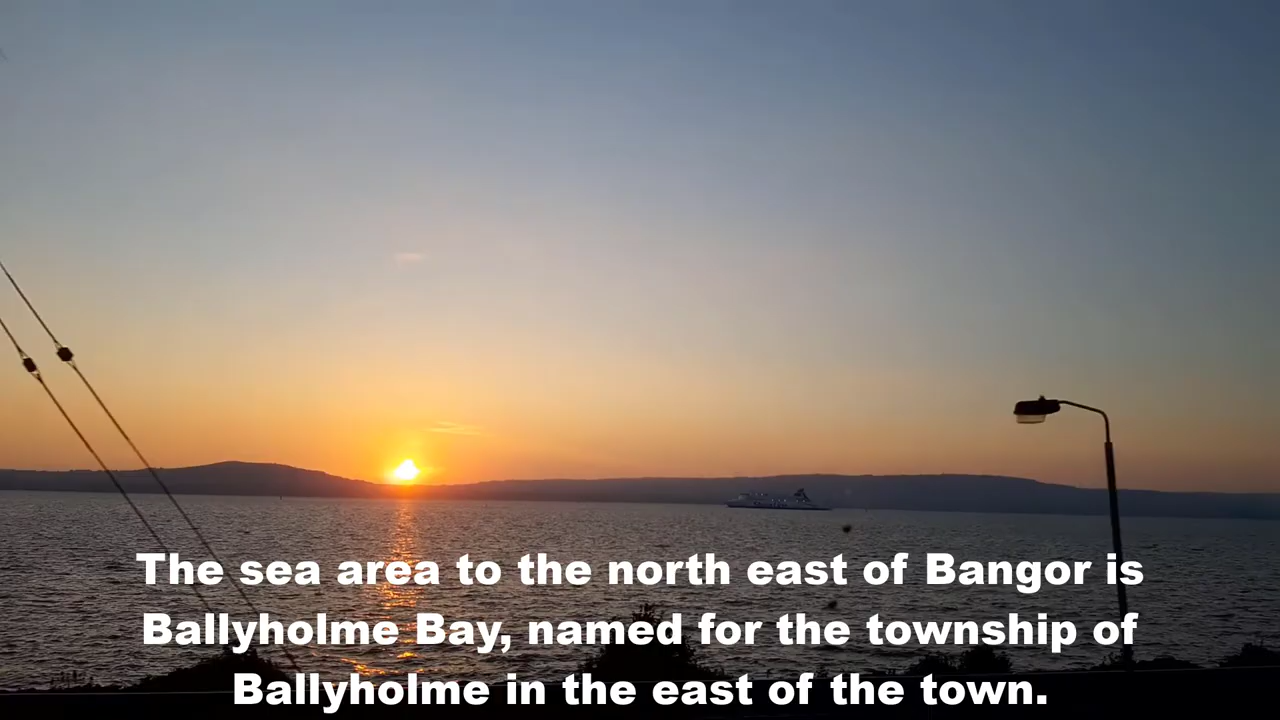 The sea area to the north east of Bangor is
Ballyholme Bay, named for the township of
Ballyholme in the east of the town.